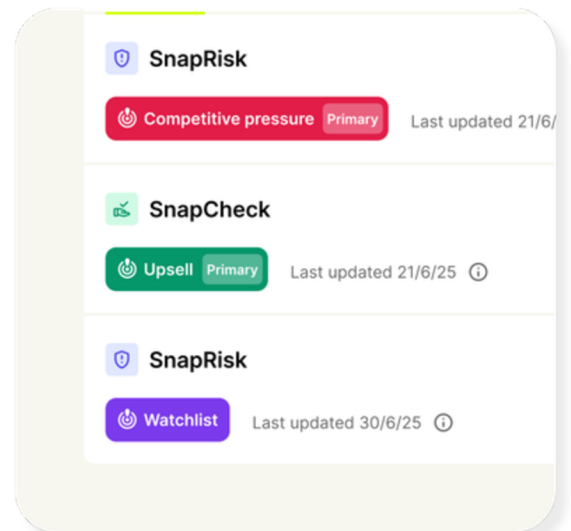 SnapRisk
Competitive pressure Primary Last updated 21/6/
SnapCheck
Upsell Primary Last updated 21/6/25
SnapRisk
Watchlist Last updated 30/6/25